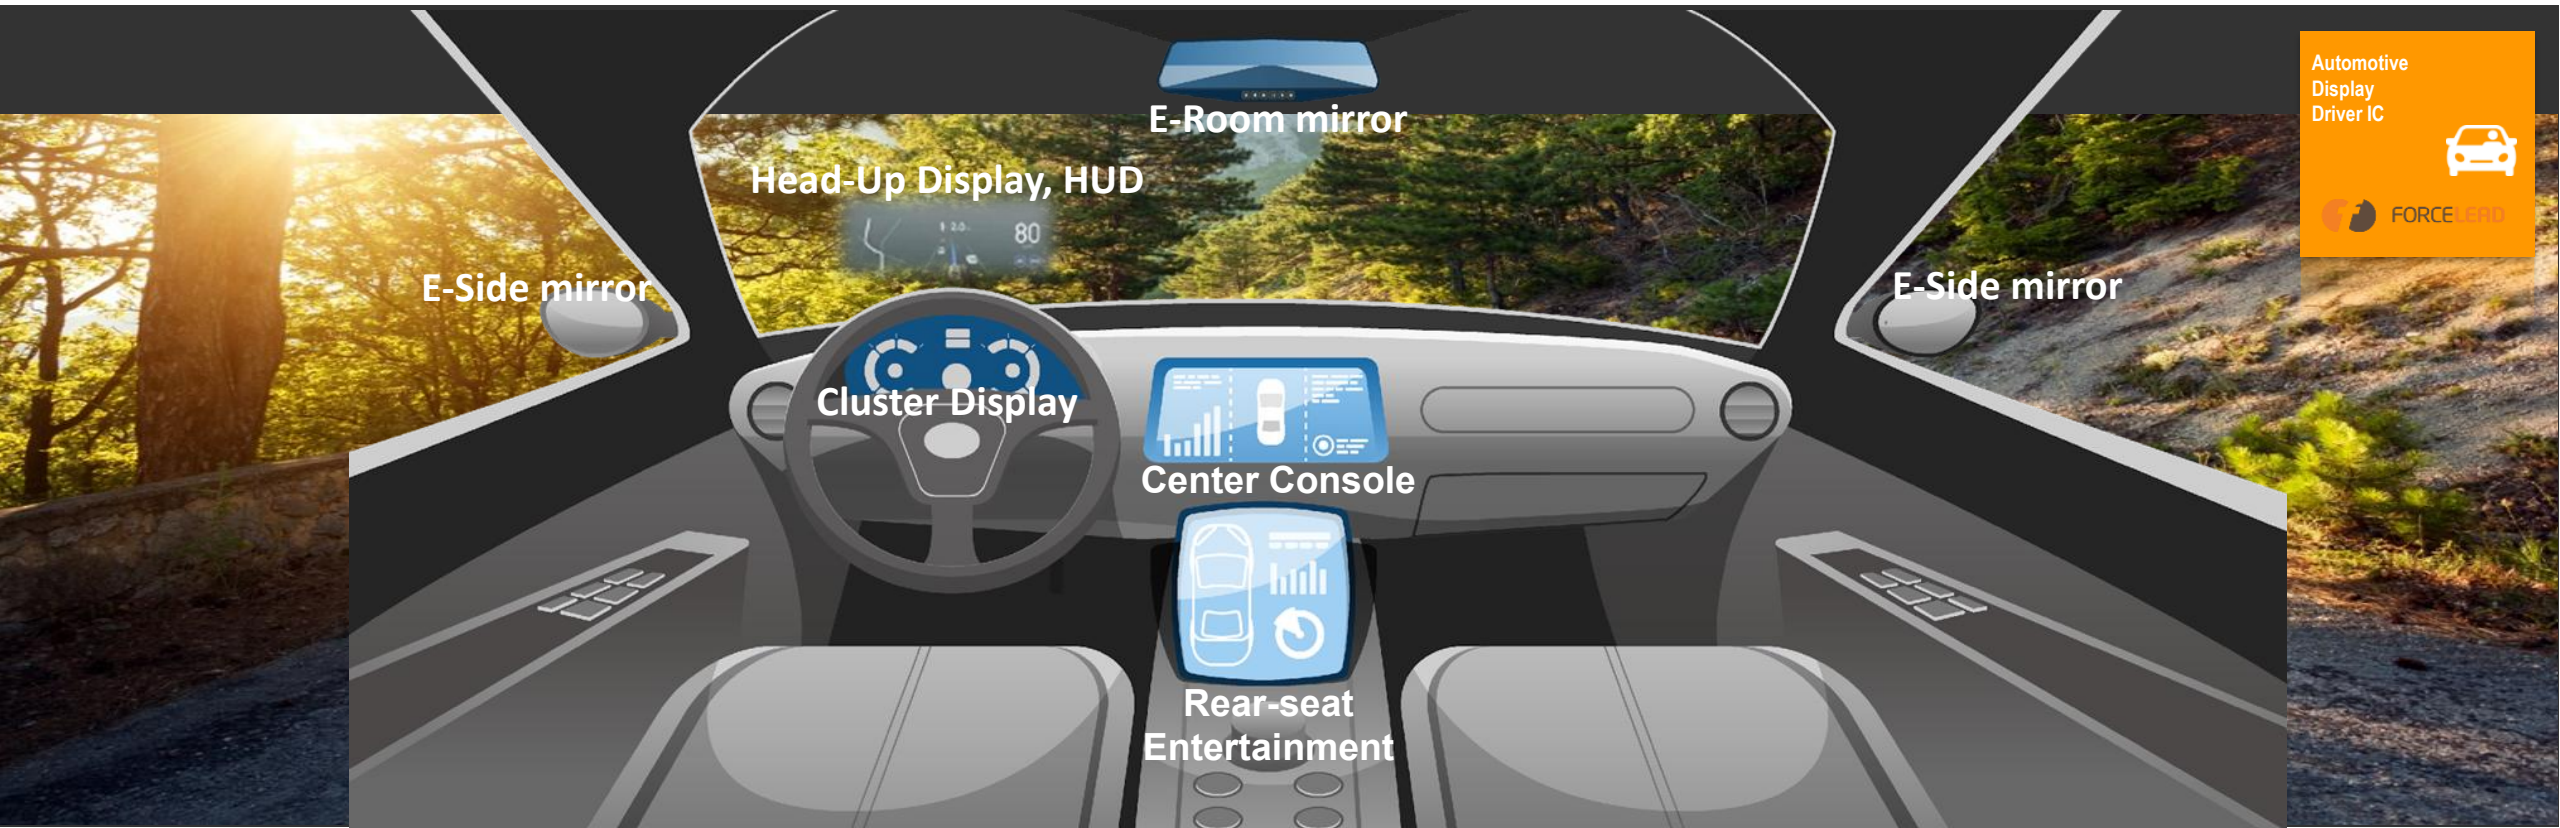 E-Room mirror
Head-Up Display, HUD
80
E-Side mirror
E-Side mirror
Cluster Display
Center Console
Rear-seat
Entertainment
Automotive
Display
Driver IC
FORCELEAD